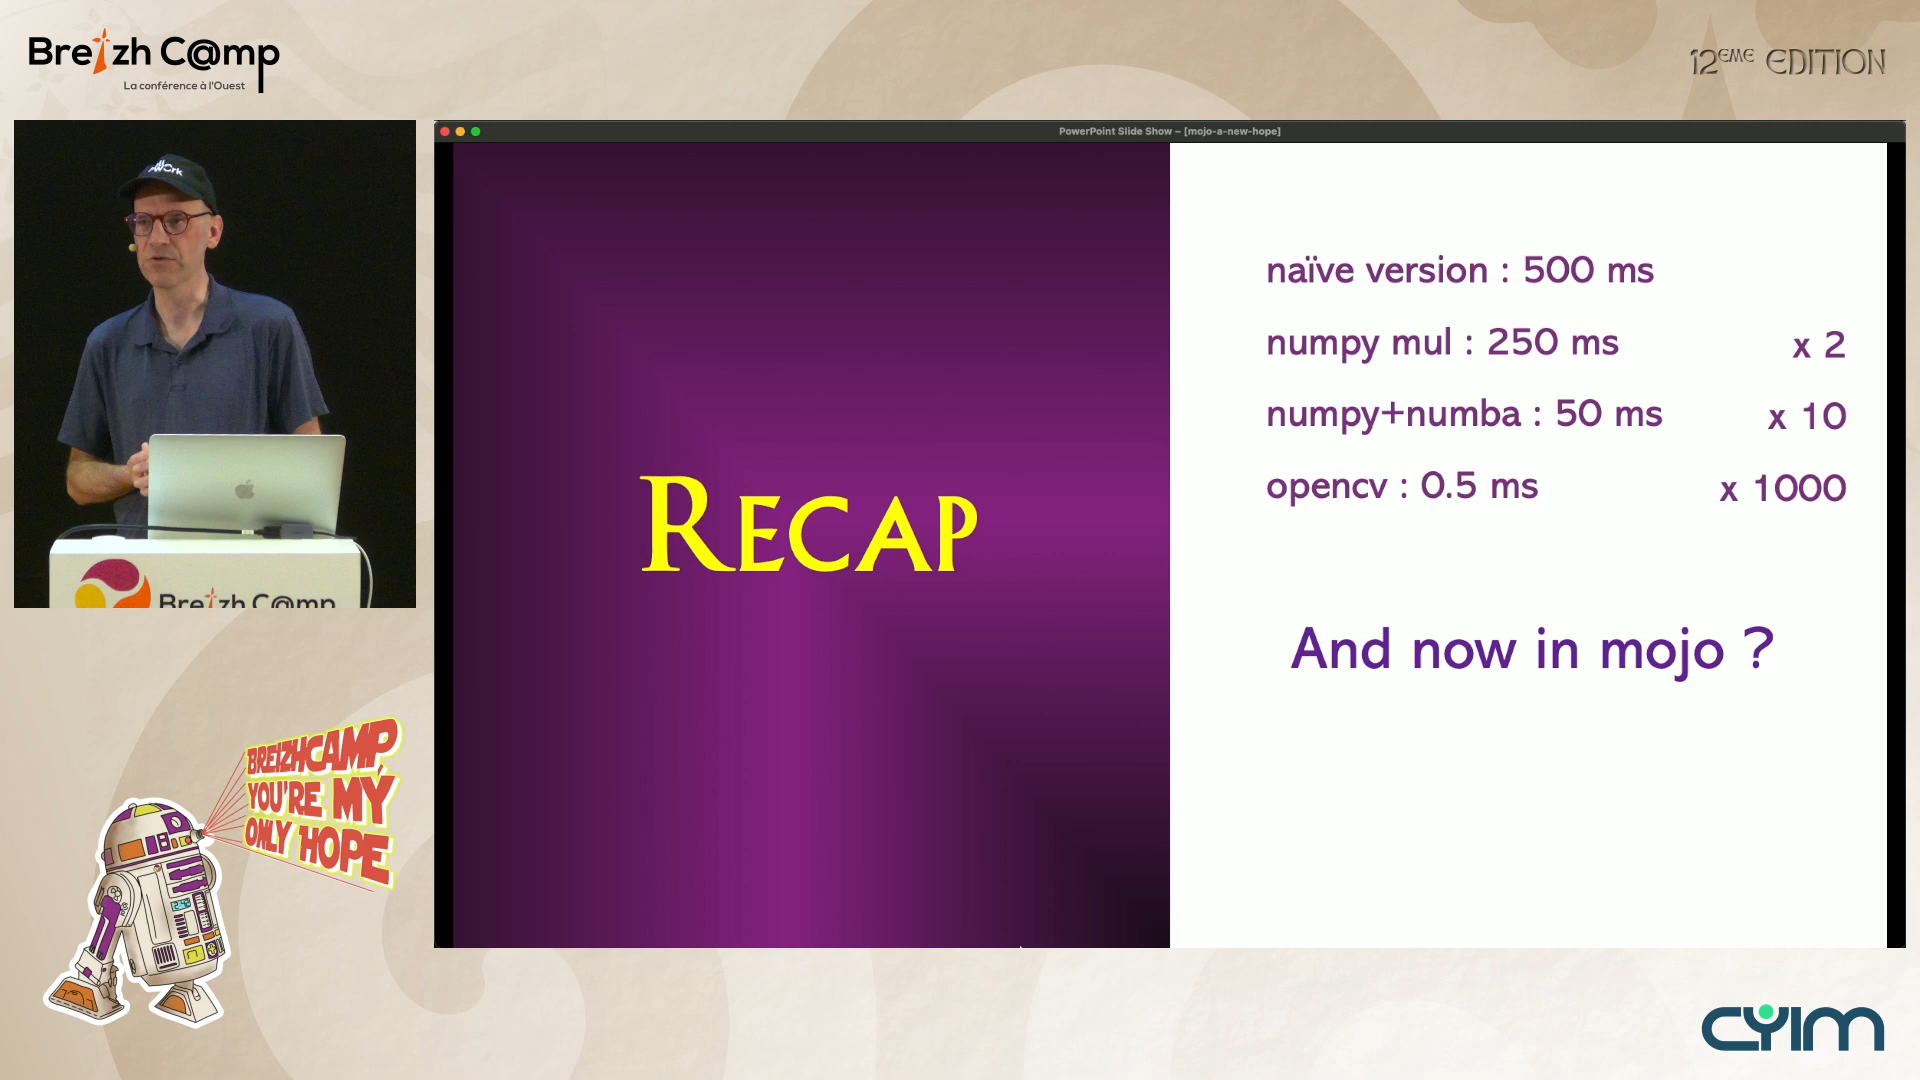 Breizh C@mp
La conférence à l'Ouest
12ÈME EDITION
PowerPoint Slide Show – [mojo-a-new-hope]
RECAP
naïve version : 500 ms
numpy mul : 250 ms x 2
numpy+numba : 50 ms x 10
opencv : 0.5 ms x 1000
And now in mojo ?
Breizh C@mp
BREIZHCAMP,
YOU'RE MY
ONLY HOPE
CYIM